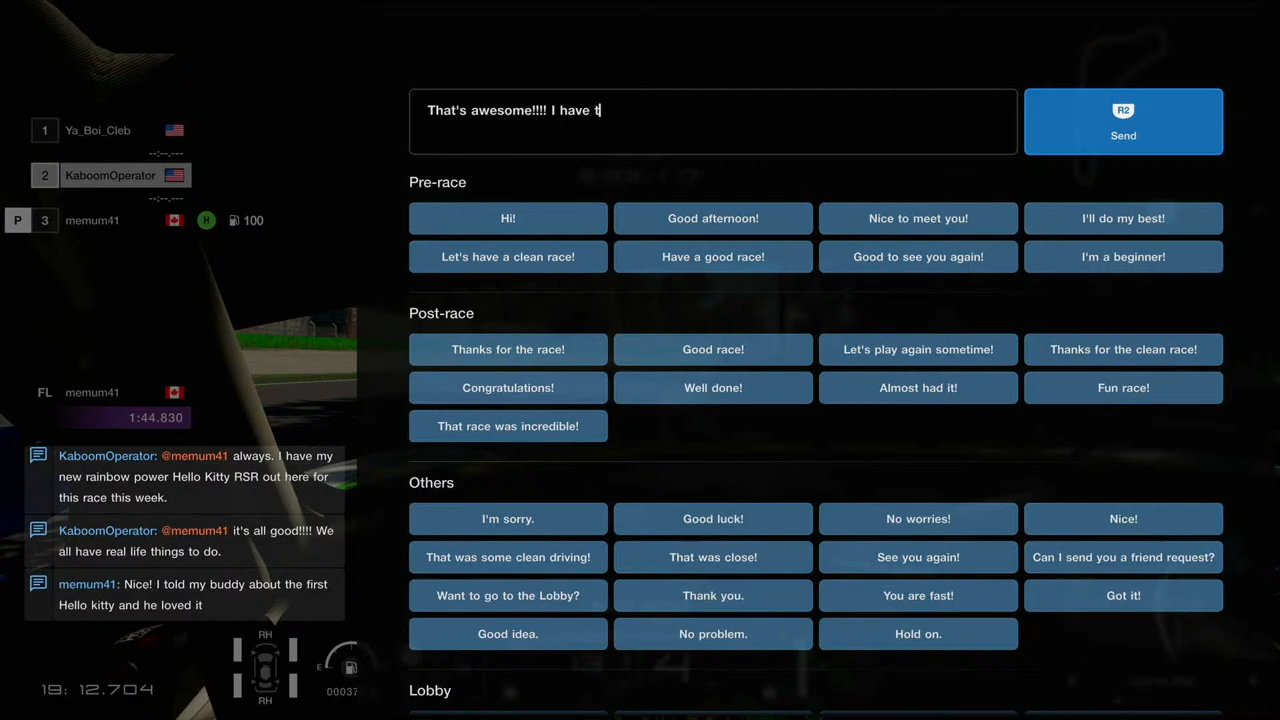 That's awesome!!!! I have t
R2
Send
1 Ya_Boi_Cleb
--:--.---
2 KaboomOperator
--:--.---
P 3 memum41 H 100
FL memum41
1:44.830
KaboomOperator: @memum41 always. I have my
new rainbow power Hello Kitty RSR out here for
this race this week.
KaboomOperator: @memum41 it's all good!!!! We
all have real life things to do.
memum41: Nice! I told my buddy about the first
Hello kitty and he loved it
RH
RH
E
00037
19: 12.704
Pre-race
Hi! Good afternoon! Nice to meet you! I'll do my best!
Let's have a clean race! Have a good race! Good to see you again! I'm a beginner!
Post-race
Thanks for the race! Good race! Let's play again sometime! Thanks for the clean race!
Congratulations! Well done! Almost had it! Fun race!
That race was incredible!
Others
I'm sorry. Good luck! No worries! Nice!
That was some clean driving! That was close! See you again! Can I send you a friend request?
Want to go to the Lobby? Thank you. You are fast! Got it!
Good idea. No problem. Hold on.
Lobby